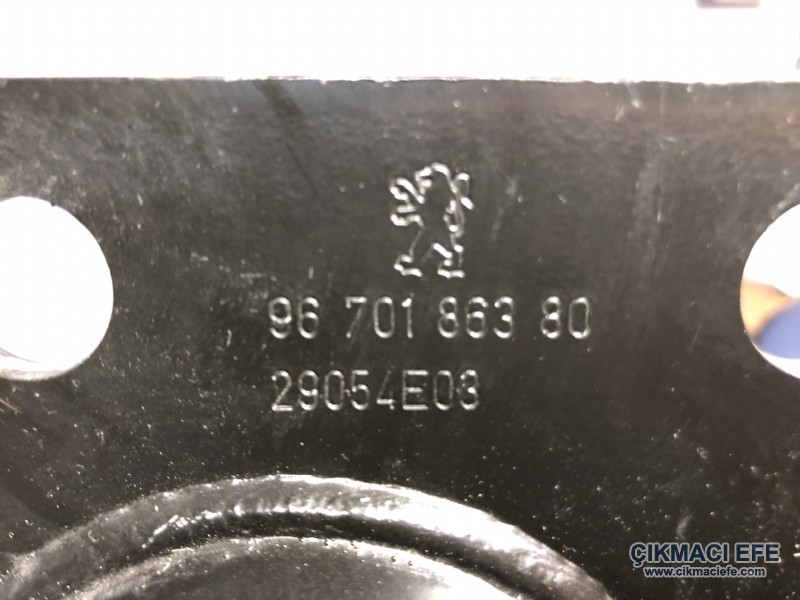 96 701 863 80
29054E03
ÇIKMACI EFE
www.cikmaciefe.com